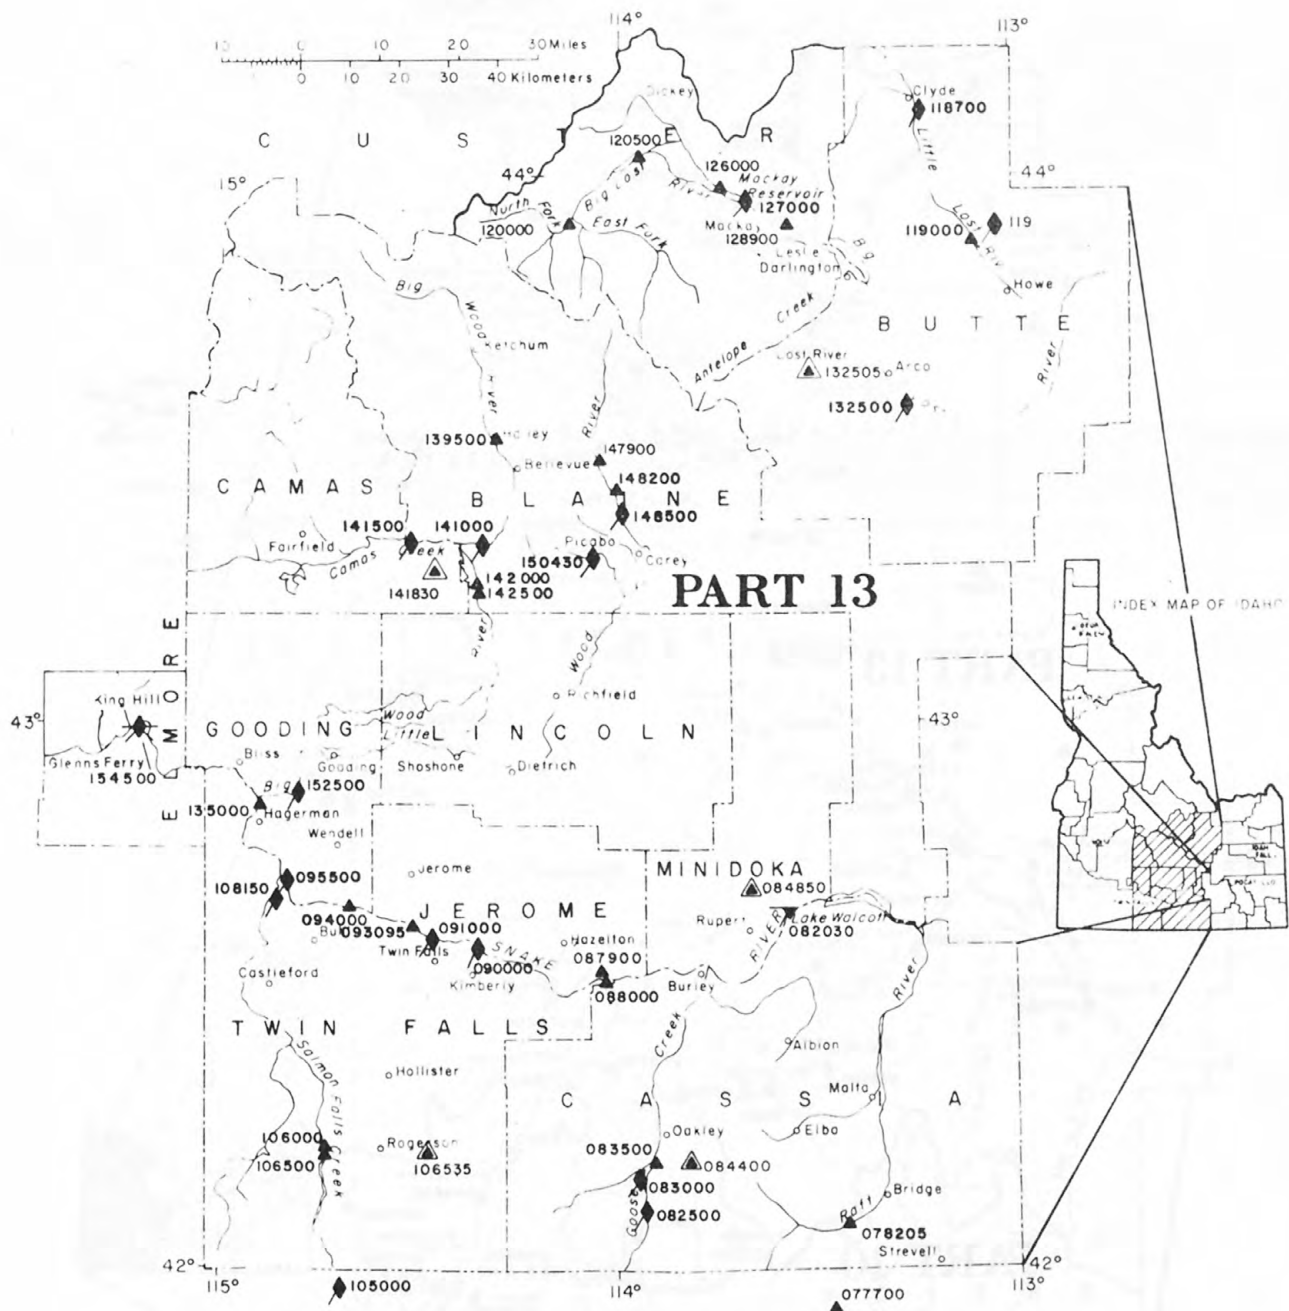 114°
113°
10 0 10 20 30 Miles
0 10 20 30 40 Kilometers
Dickey
Clyde
118700
C U S T E R
Little
120500
126000
44°
15°
44°
Big Lost
River
Mackay
Reservoir
127000
North
Fork
East Fork
120000
Mackay
128900
119
119000
Lost Riv
Leslie
Darlington
Big
Howe
Big
Wood
River
Ketchum
Antelope Creek
B U T T E
River
Lost River
132505
Arco
132500
River
139500
Hailey
147900
Bellevue
148200
C A M A S
B L A I N E
148500
141500
141000
Fairfield
Camas Creek
Picabo
150430
Carey
142000
141830
142500
PART 13
INDEX MAP OF IDAHO
E L M O R E
River
Wood
King Hill
Richfield
43°
43°
G O O D I N G
Wood
Little
L I N C O L N
Glenns Ferry
154500
Bliss
Gooding
Shoshone
Dietrich
Big
152500
135000
Hagerman
Wendell
Jerome
M I N I D O K A
095500
108150
084850
094000
J E R O M E
093095
091000
Rupert
RIVER
Lake Walcott
082030
Twin Falls
SNAKE
Hazelton
087900
River
Castleford
090000
Kimberly
088000
Burley
T W I N F A L L S
Creek
Albion
Salmon Falls Creek
Hollister
Malta
C A S S I A
Oakley
Elba
106000
Rogerson
083500
084400
106500
106535
083000
Bridge
Goose
082500
Raft
078205
Strevell
42°
42°
115°
105000
114°
113°
077700